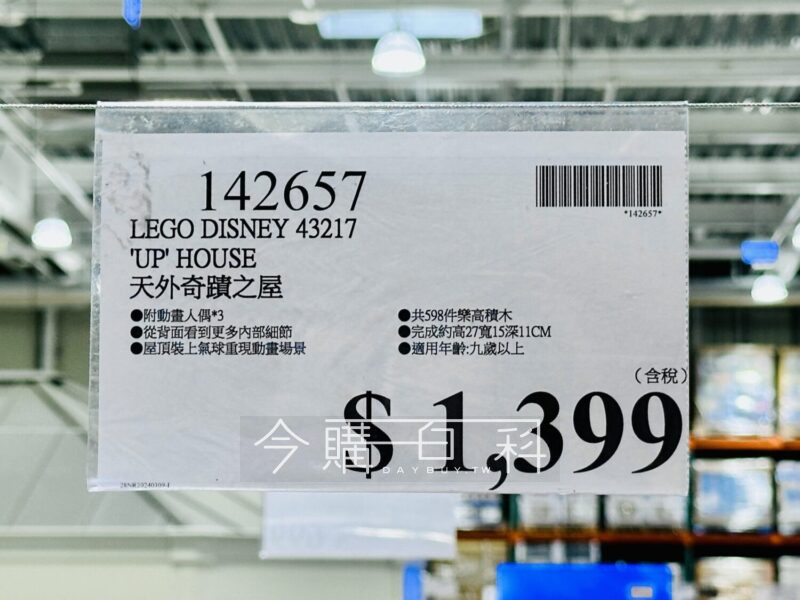 142657
*142657*
LEGO DISNEY 43217
'UP' HOUSE
天外奇蹟之屋
●附動畫人偶*3
●從背面看到更多內部細節
●屋頂裝上氣球重現動畫場景
●共598件樂高積木
●完成約高27寬15深11CM
●適用年齡:九歲以上
(含稅)
$ 1,399
今購百科
DAYBUY.TW